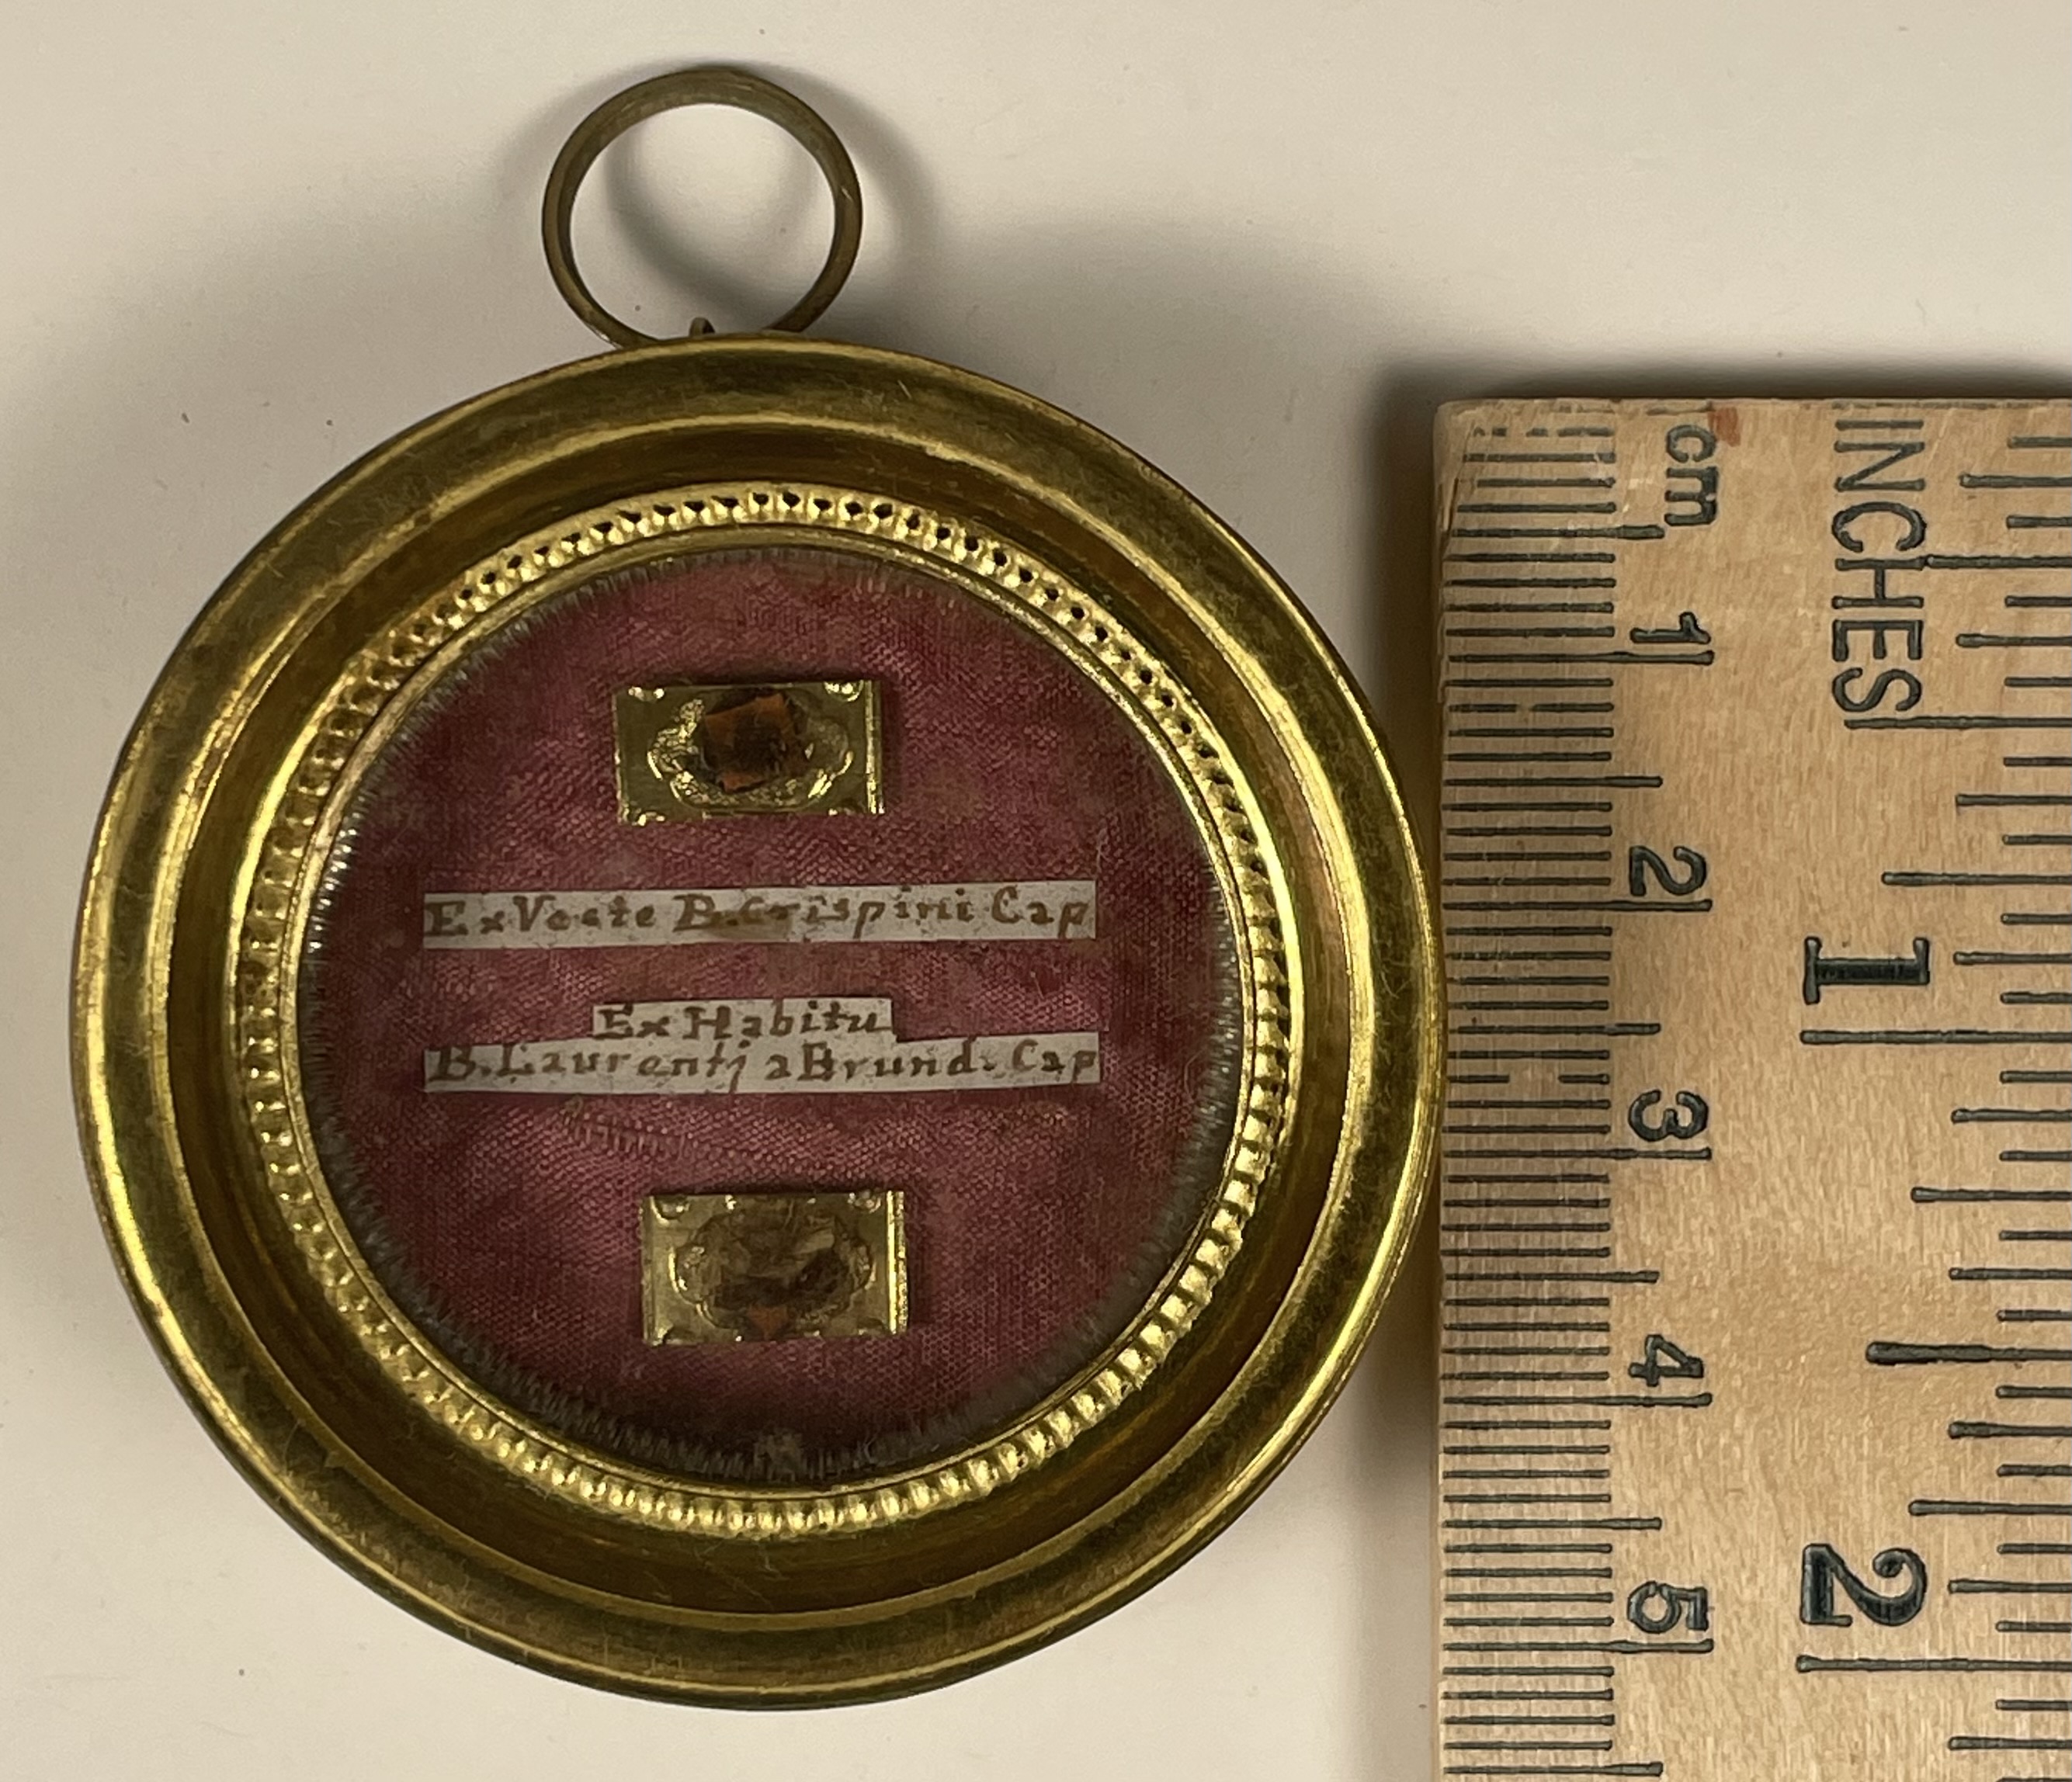 Ex Veste B. Crispini Cap
Ex Habitu
B. Laurentj a Brund. Cap
cm
1
2
3
4
5
INCHES
1
2